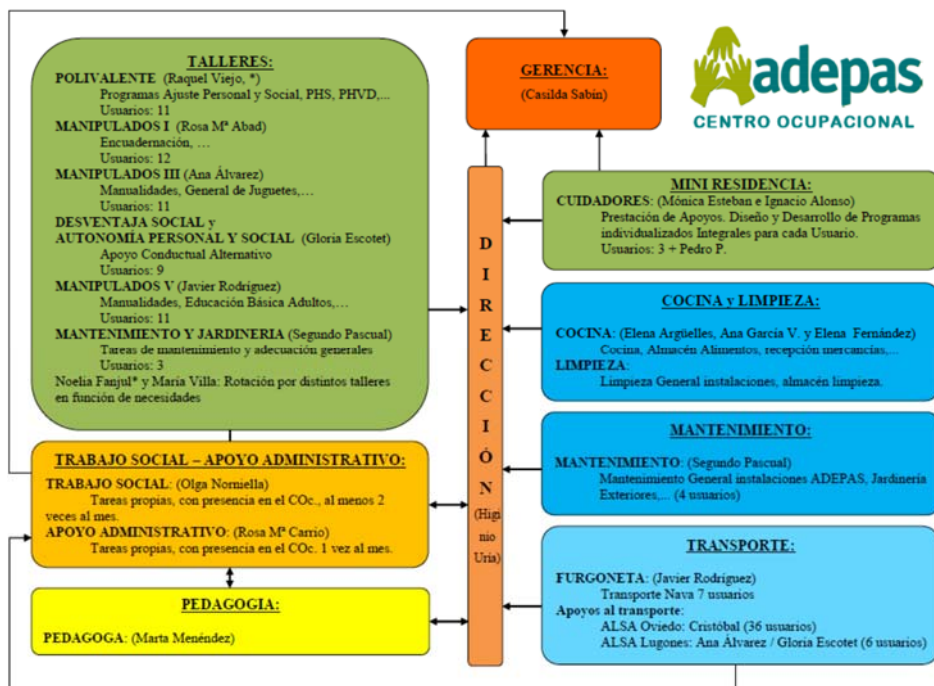 TALLERES:
POLIVALENTE (Raquel Viejo, *)
Programas Ajuste Personal y Social, PHS, PHVD,...
Usuarios: 11
MANIPULADOS I (Rosa Mª Abad)
Encuadernación, …
Usuarios: 12
MANIPULADOS III (Ana Álvarez)
Manualidades, General de Juguetes,…
Usuarios: 11
DESVENTAJA SOCIAL y
AUTONOMÍA PERSONAL Y SOCIAL (Gloria Escotet)
Apoyo Conductual Alternativo
Usuarios: 9
MANIPULADOS V (Javier Rodríguez)
Manualidades, Educación Básica Adultos,…
Usuarios: 11
MANTENIMIENTO Y JARDINERIA (Segundo Pascual)
Tareas de mantenimiento y adecuación generales
Usuarios: 3
Noelia Fanjul* y María Villa: Rotación por distintos talleres
en función de necesidades
TRABAJO SOCIAL – APOYO ADMINISTRATIVO:
TRABAJO SOCIAL: (Olga Norniella)
Tareas propias, con presencia en el COc., al menos 2
veces al mes.
APOYO ADMINISTRATIVO: (Rosa Mª Carrio)
Tareas propias, con presencia en el COc. 1 vez al mes.
PEDAGOGIA:
PEDAGOGA: (Marta Menéndez)
GERENCIA:
(Casilda Sabín)
DIRECCIÓN
(Higi
nio
Uría)
adepas
CENTRO OCUPACIONAL
MINI RESIDENCIA:
CUIDADORES: (Mónica Esteban e Ignacio Alonso)
Prestación de Apoyos. Diseño y Desarrollo de Programas
individualizados Integrales para cada Usuario.
Usuarios: 3 + Pedro P.
COCINA y LIMPIEZA:
COCINA: (Elena Argüelles, Ana García V. y Elena Fernández)
Cocina, Almacén Alimentos, recepción mercancías,...
LIMPIEZA:
Limpieza General instalaciones, almacén limpieza.
MANTENIMIENTO:
MANTENIMIENTO: (Segundo Pascual)
Mantenimiento General instalaciones ADEPAS, Jardinería
Exteriores,... (4 usuarios)
TRANSPORTE:
FURGONETA: (Javier Rodríguez)
Transporte Nava 7 usuarios
Apoyos al transporte:
ALSA Oviedo: Cristóbal (36 usuarios)
ALSA Lugones: Ana Álvarez / Gloria Escotet (6 usuarios)